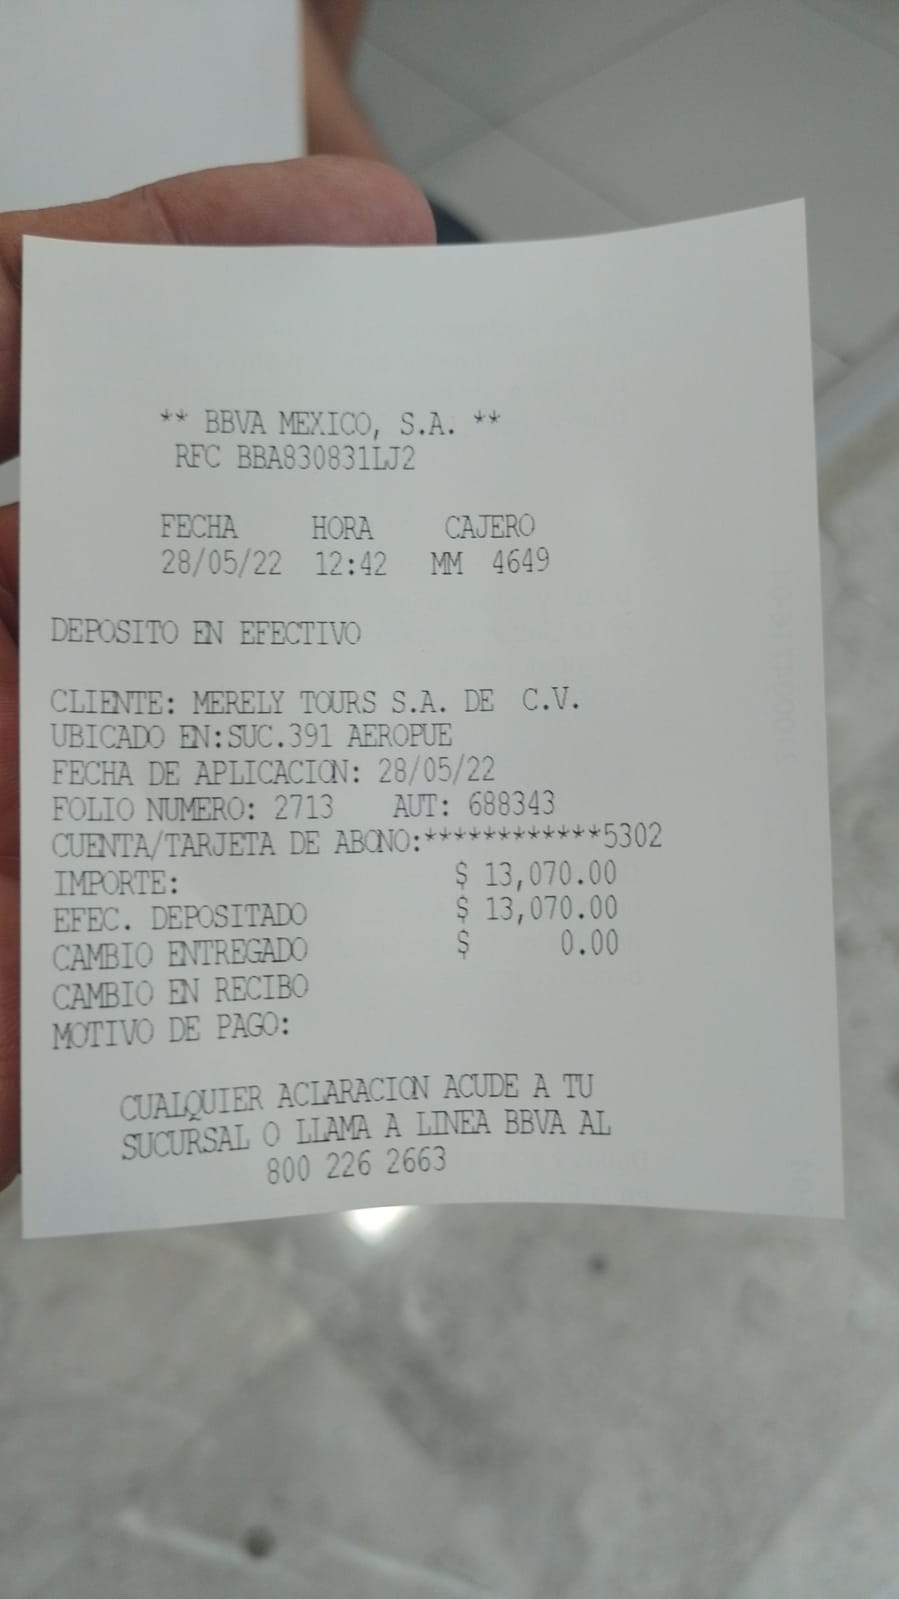 ** BBVA MEXICO, S.A. **
RFC BBA830831LJ2
FECHA HORA CAJERO
28/05/22 12:42 MM 4649
DEPOSITO EN EFECTIVO
CLIENTE: MERELY TOURS S.A. DE C.V.
UBICADO EN:SUC.391 AEROPUE
FECHA DE APLICACION: 28/05/22
FOLIO NUMERO: 2713 AUT: 688343
CUENTA/TARJETA DE ABONO:************5302
IMPORTE: $ 13,070.00
EFEC. DEPOSITADO $ 13,070.00
CAMBIO ENTREGADO $ 0.00
CAMBIO EN RECIBO
MOTIVO DE PAGO:
CUALQUIER ACLARACION ACUDE A TU
SUCURSAL O LLAMA A LINEA BBVA AL
800 226 2663